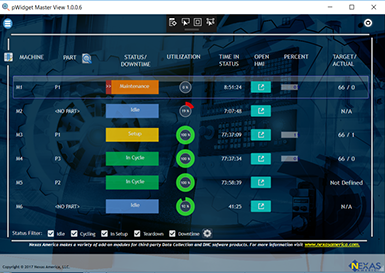 pWidget Master View 1.0.0.6
MACHINE PART STATUS/ DOWNTIME UTILIZATION TIME IN STATUS OPEN HMI PERCENT TARGET/ ACTUAL
M1 P1 Maintenance 0 % 8:51:24 66 / 0
M2 <NO PART> Idle 7:07:48 N/A
M3 P1 Setup 100 % 77:37:09 66 / 1
M4 P3 In Cycle 100 % 77:37:34 66 / 0
M5 P2 In Cycle 100 % 73:58:39 Not Defined
M6 <NO PART> Idle 41:25 N/A
Status Filter: Idle Cycling In Setup Teardown Downtime
Nexas America makes a variety of add-on modules for third-party Data Collection and DNC software products. For more information visit www.nexasamerica.com.
Copyright © 2017 Nexas America, LLC. NEXAS